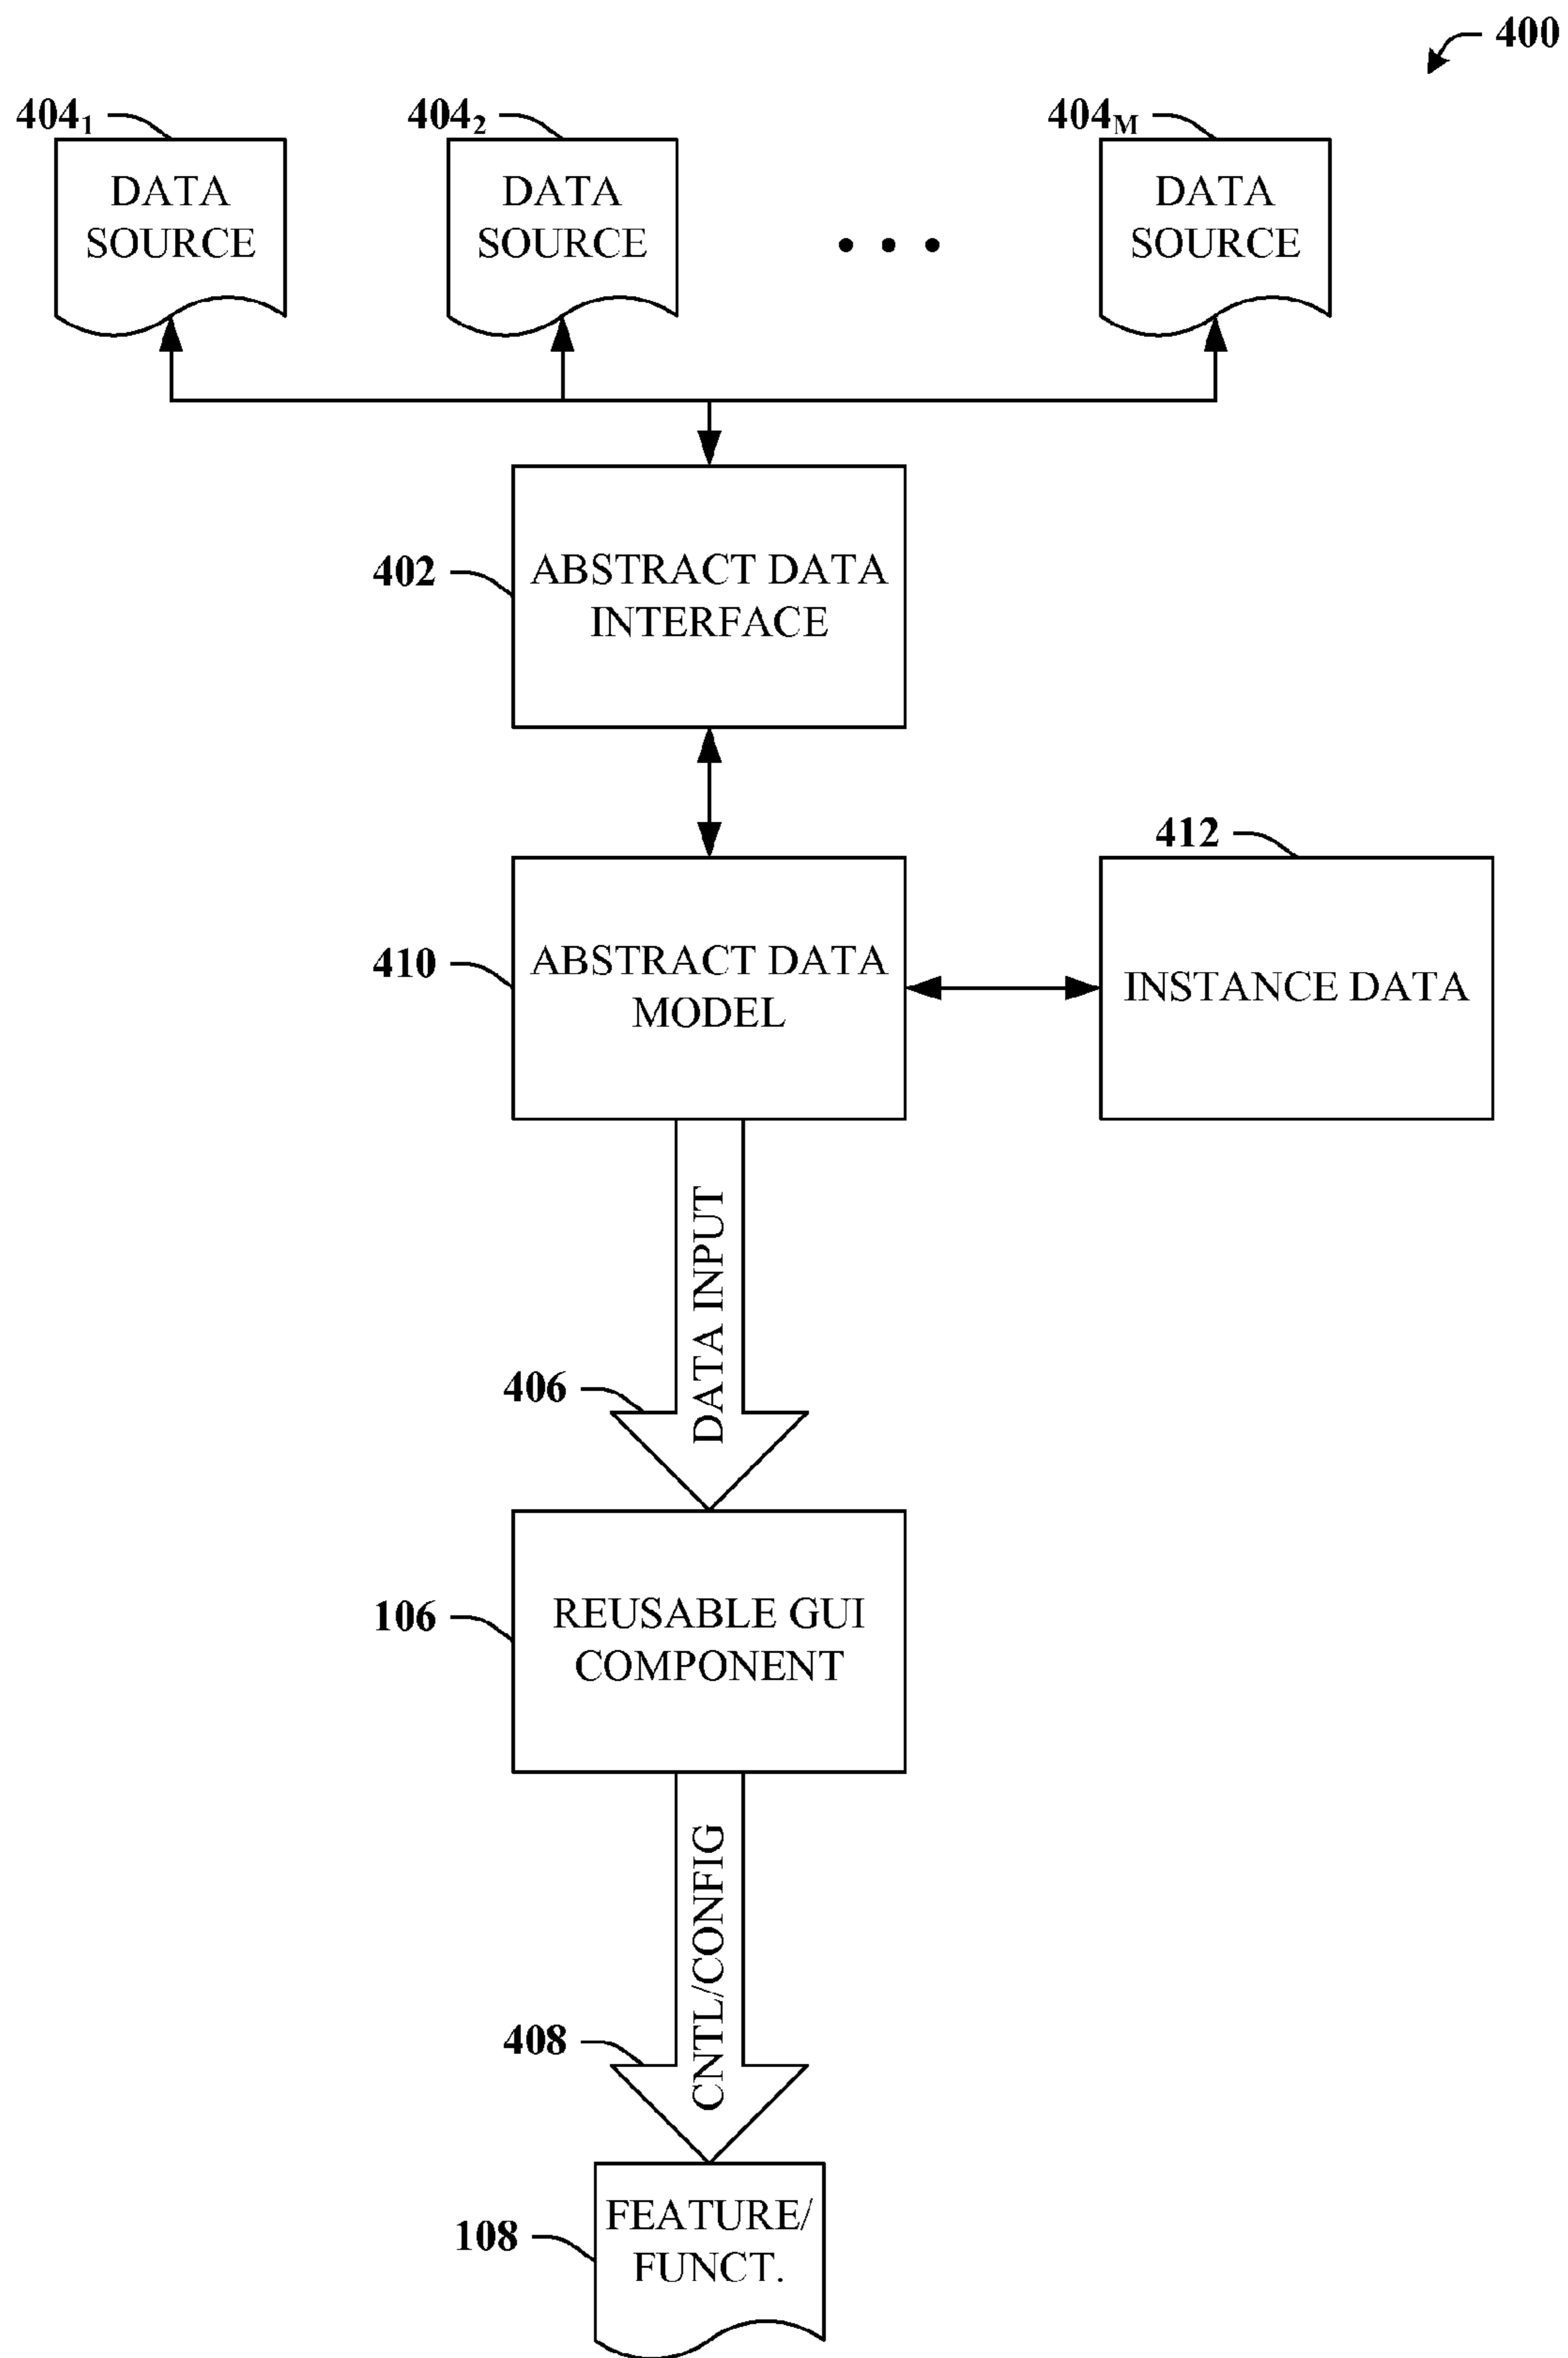 400
404₁
404₂
404M
DATA
SOURCE
DATA
SOURCE
• • •
DATA
SOURCE
402
ABSTRACT DATA
INTERFACE
412
410
ABSTRACT DATA
MODEL
INSTANCE DATA
DATA INPUT
406
106
REUSABLE GUI
COMPONENT
CNTL/CONFIG
408
108
FEATURE/
FUNCT.